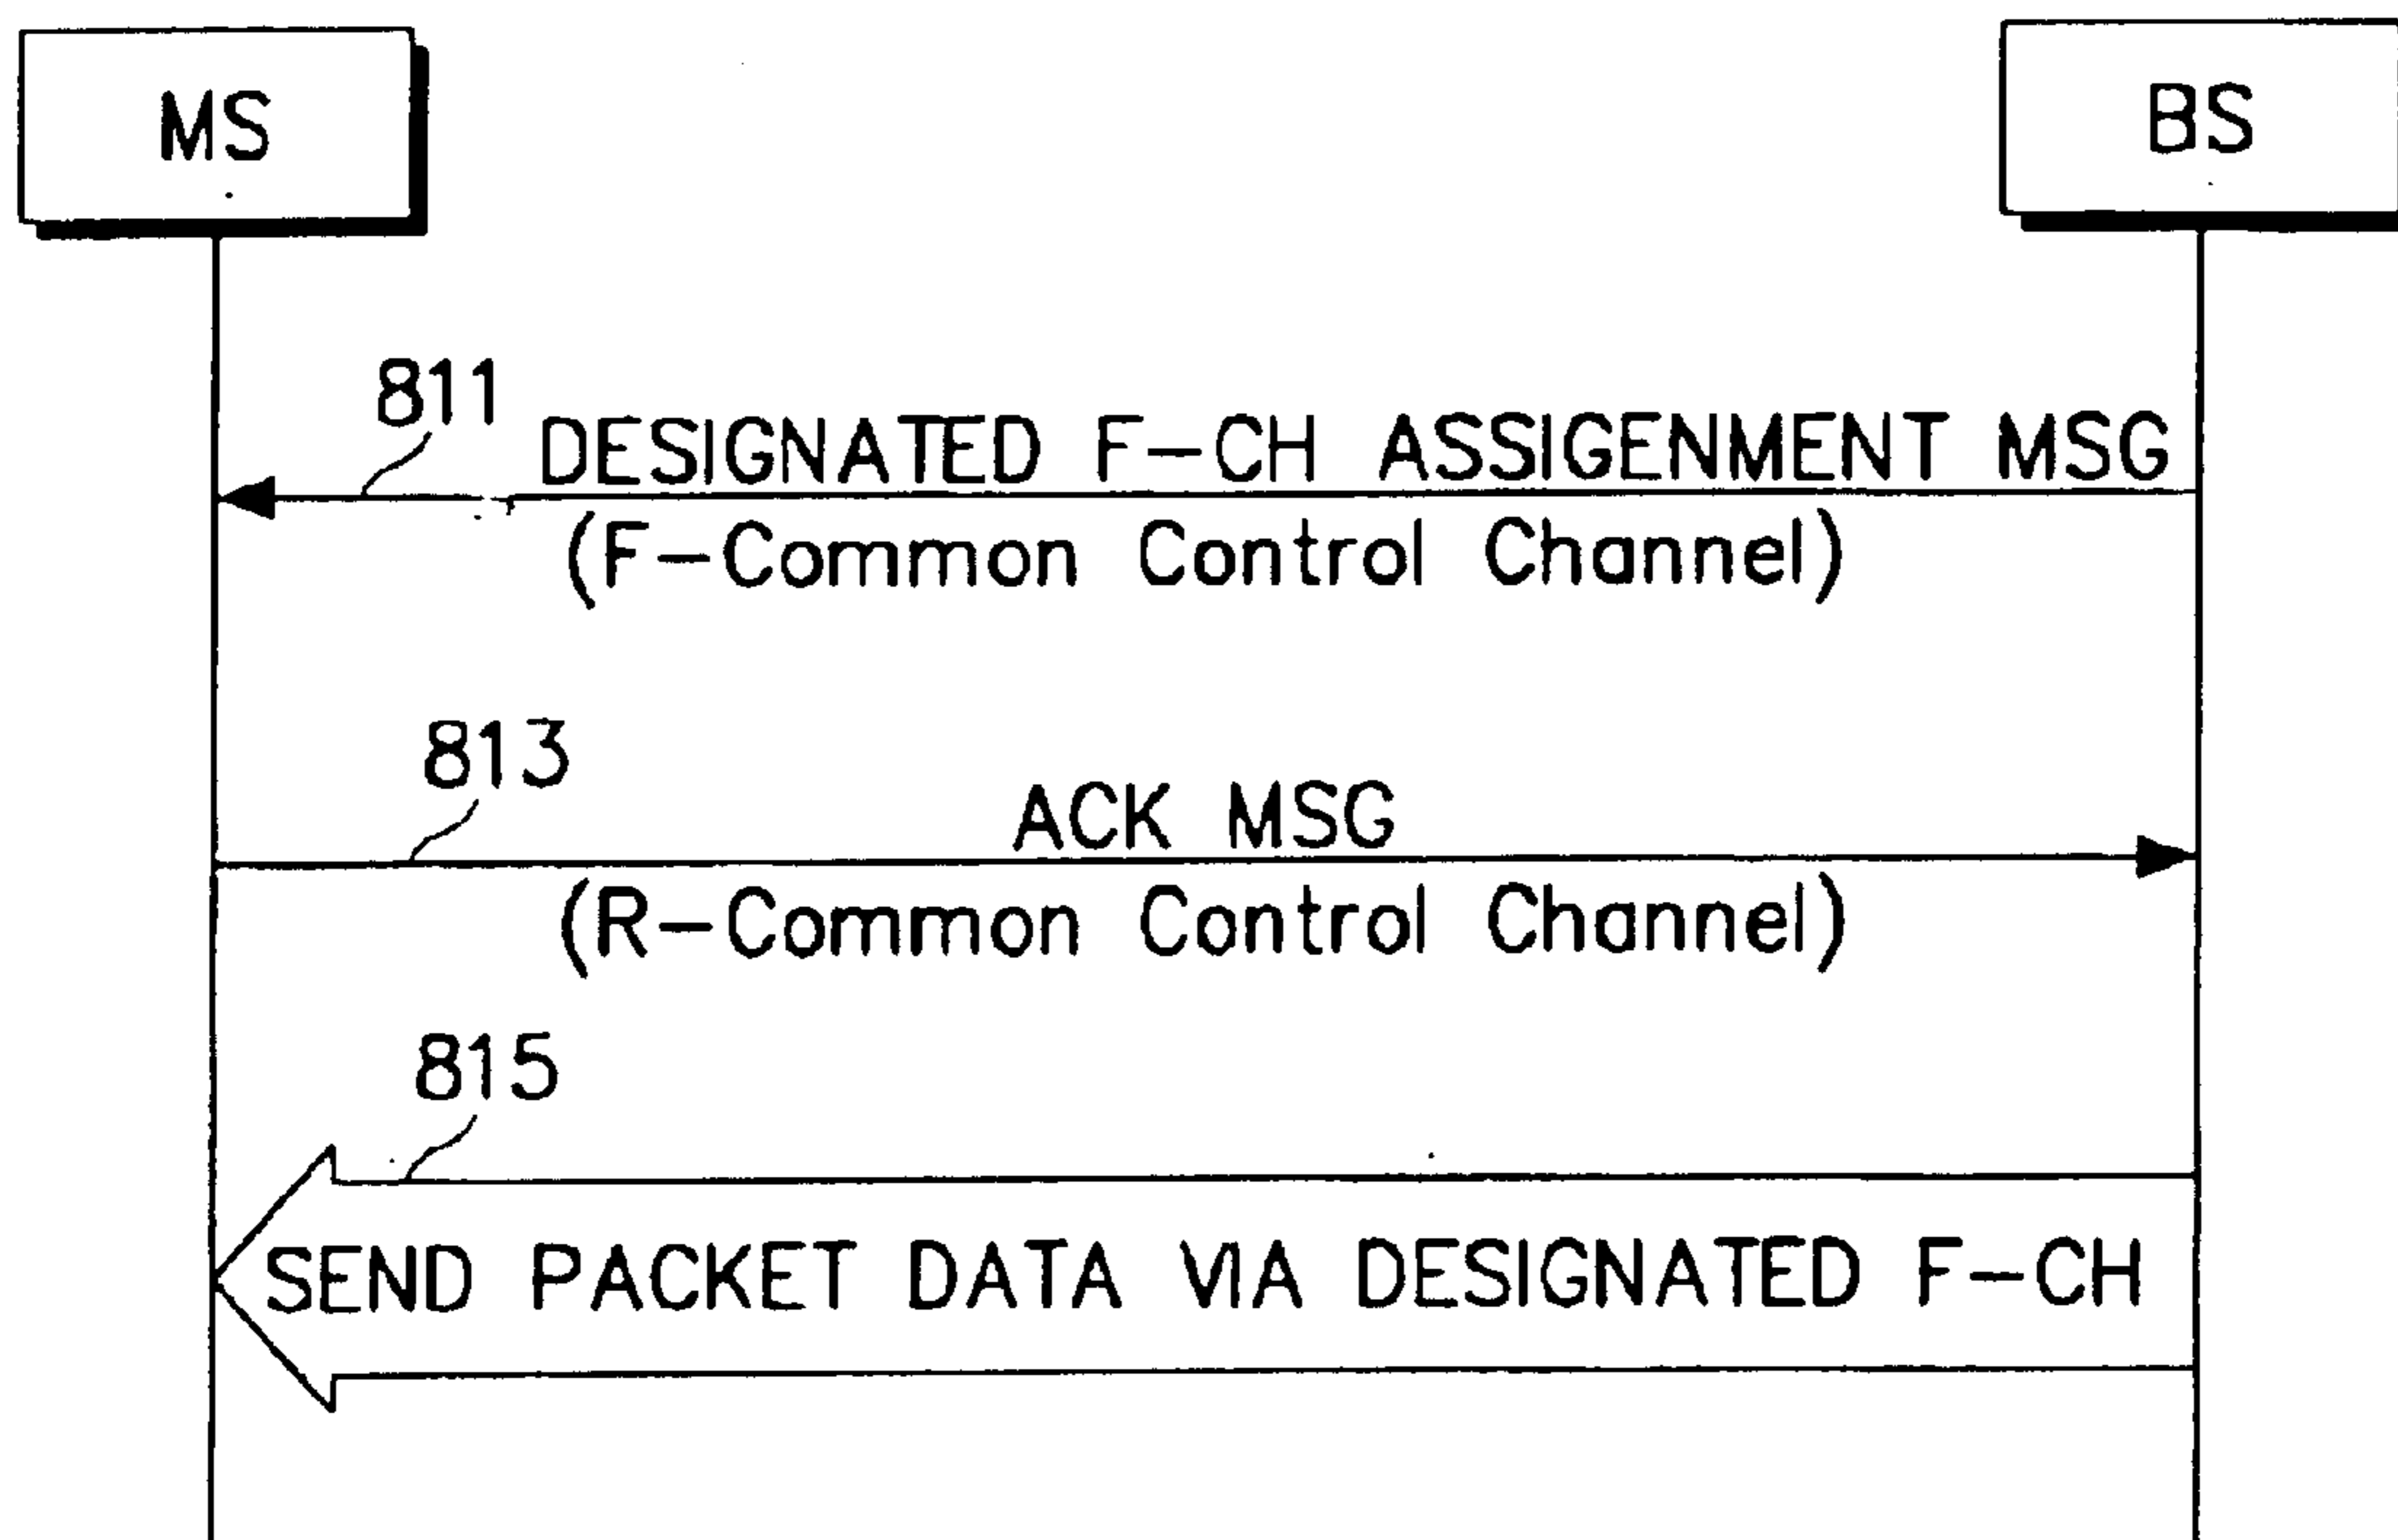 MS
BS
811
DESIGNATED F-CH ASSIGENMENT MSG
(F-Common Control Channel)
813
ACK MSG
(R-Common Control Channel)
815
SEND PACKET DATA VIA DESIGNATED F-CH